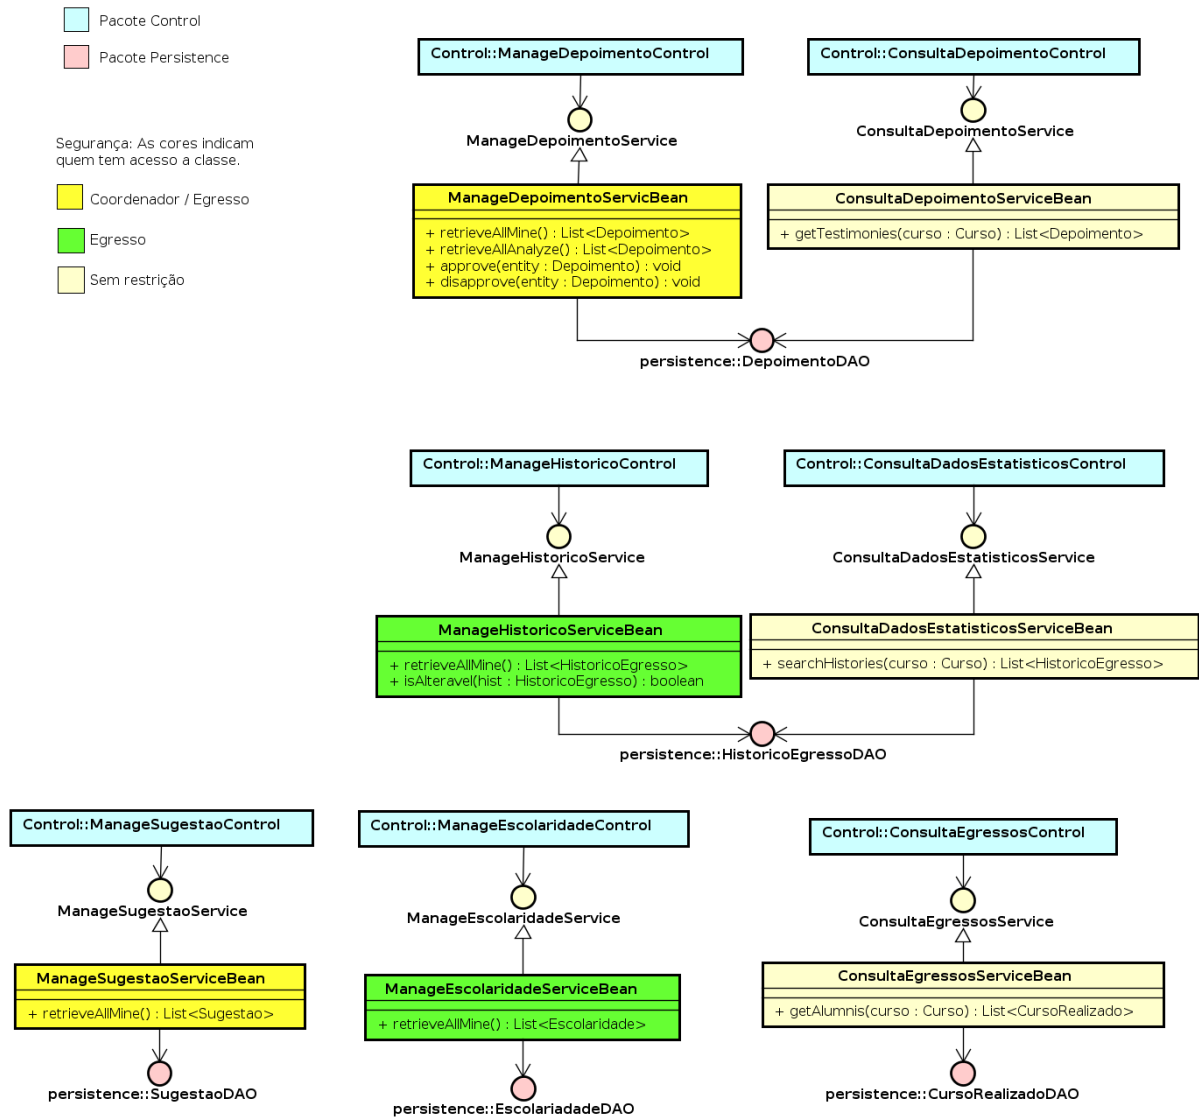 Pacote Control
Pacote Persistence
Segurança: As cores indicam
quem tem acesso a classe.
Coordenador / Egresso
Egresso
Sem restrição
Control::ManageDepoimentoControl
ManageDepoimentoService
ManageDepoimentoServicBean
+ retrieveAllMine() : List<Depoimento>
+ retrieveAllAnalyze() : List<Depoimento>
+ approve(entity : Depoimento) : void
+ disapprove(entity : Depoimento) : void
Control::ConsultaDepoimentoControl
ConsultaDepoimentoService
ConsultaDepoimentoServiceBean
+ getTestimonies(curso : Curso) : List<Depoimento>
persistence::DepoimentoDAO
Control::ManageHistoricoControl
ManageHistoricoService
ManageHistoricoServiceBean
+ retrieveAllMine() : List<HistoricoEgresso>
+ isAlteravel(hist : HistoricoEgresso) : boolean
Control::ConsultaDadosEstatisticosControl
ConsultaDadosEstatisticosService
ConsultaDadosEstatisticosServiceBean
+ searchHistories(curso : Curso) : List<HistoricoEgresso>
persistence::HistoricoEgressoDAO
Control::ManageSugestaoControl
ManageSugestaoService
ManageSugestaoServiceBean
+ retrieveAllMine() : List<Sugestao>
persistence::SugestaoDAO
Control::ManageEscolaridadeControl
ManageEscolaridadeService
ManageEscolaridadeServiceBean
+ retrieveAllMine() : List<Escolaridade>
persistence::EscolariadadeDAO
Control::ConsultaEgressosControl
ConsultaEgressosService
ConsultaEgressosServiceBean
+ getAlumnis(curso : Curso) : List<CursoRealizado>
persistence::CursoRealizadoDAO